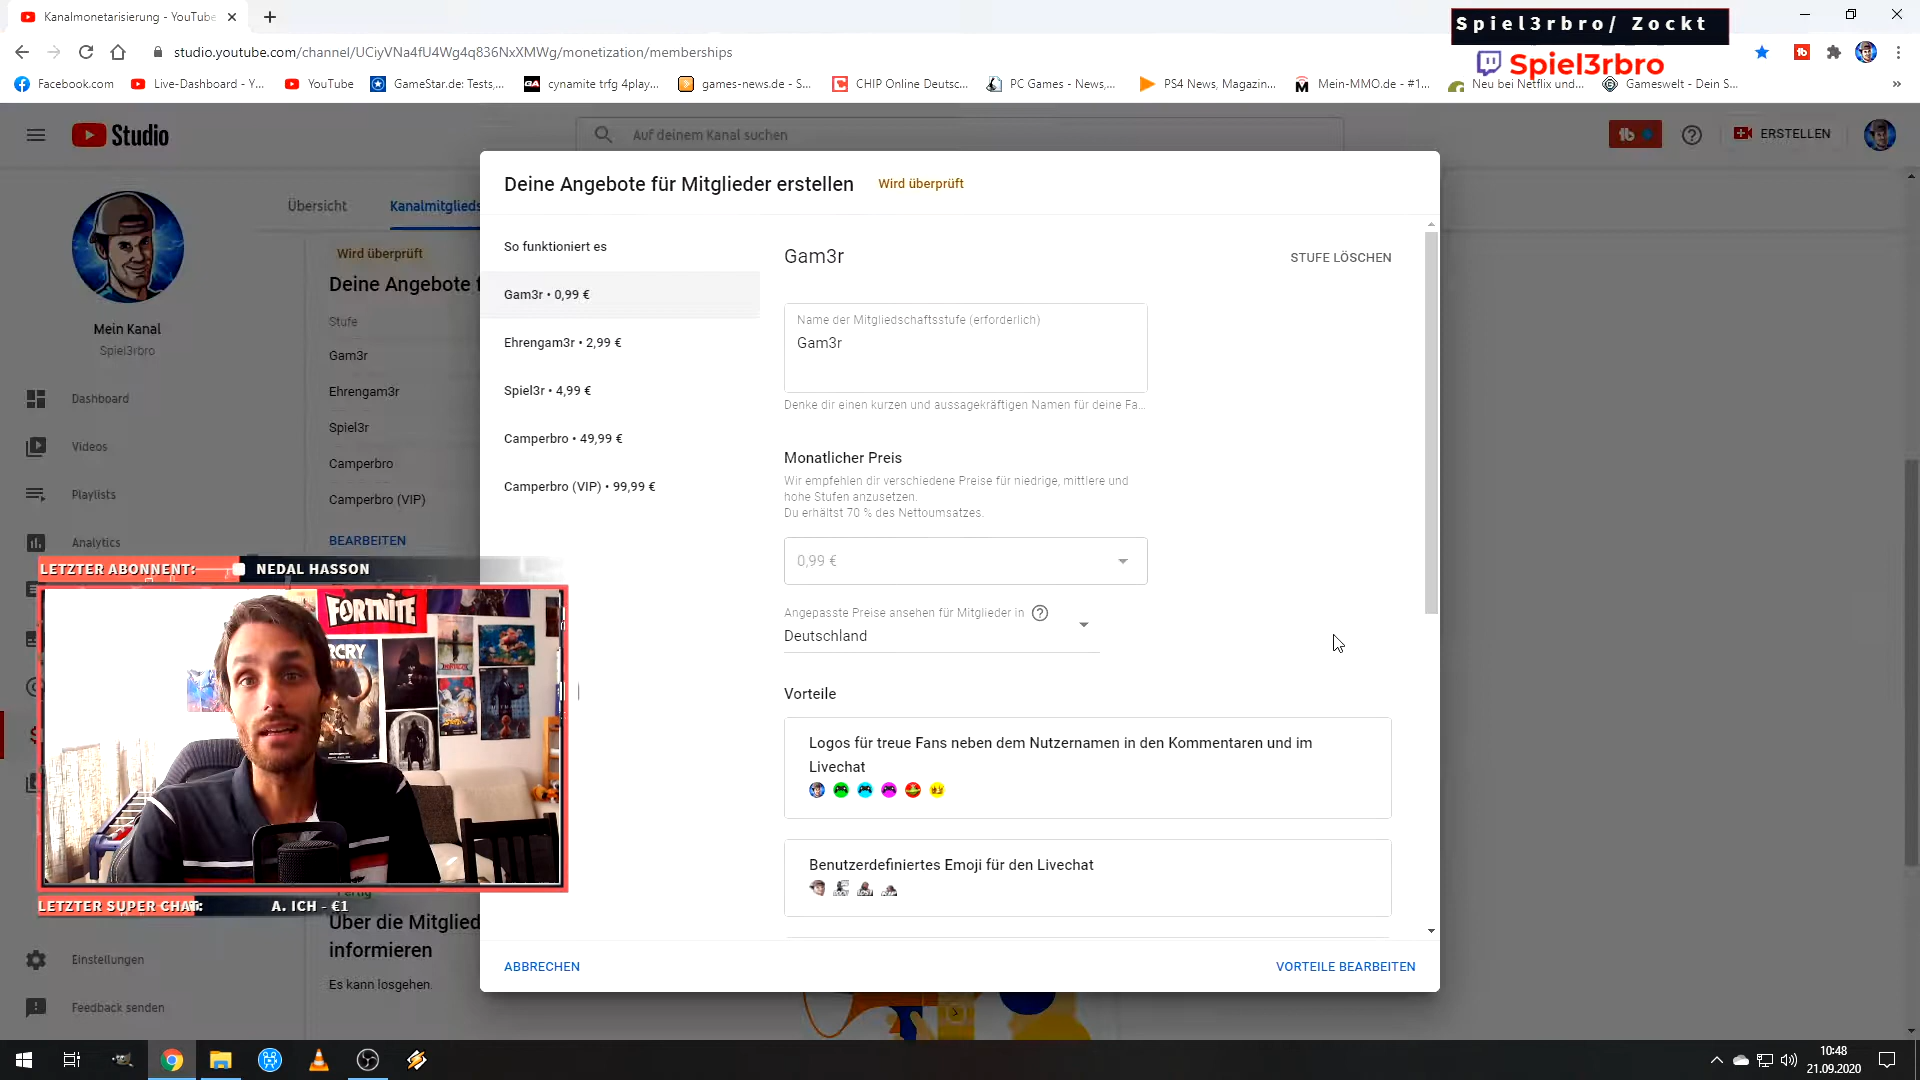 Kanalmonetarisierung - YouTube
Spiel3rbro/ Zockt
studio.youtube.com/channel/UCiyVNa4fU4Wg4q836NxXMWg/monetization/memberships
Spiel3rbro
Facebook.com
Live-Dashboard - Y...
YouTube
GameStar.de: Tests,...
cynamite trfg 4play...
games-news.de - S...
CHIP Online Deutsc...
PC Games - News,...
PS4 News, Magazin...
Mein-MMO.de - #1...
Neu bei Netflix und...
Gameswelt - Dein S...
Studio
Auf deinem Kanal suchen
ERSTELLEN
Übersicht
Kanalmitglieds
Wird überprüft
Deine Angebote f
Stufe
Gam3r
Ehrengam3r
Spiel3r
Camperbro
Camperbro (VIP)
BEARBEITEN
Mein Kanal
Spiel3rbro
Dashboard
Videos
Playlists
Analytics
Deine Angebote für Mitglieder erstellen
Wird überprüft
So funktioniert es
Gam3r • 0,99 €
Ehrengam3r • 2,99 €
Spiel3r • 4,99 €
Camperbro • 49,99 €
Camperbro (VIP) • 99,99 €
Gam3r
STUFE LÖSCHEN
Name der Mitgliedschaftsstufe (erforderlich)
Gam3r
Denke dir einen kurzen und aussagekräftigen Namen für deine Fa...
Monatlicher Preis
Wir empfehlen dir verschiedene Preise für niedrige, mittlere und
hohe Stufen anzusetzen.
Du erhältst 70 % des Nettoumsatzes.
0,99 €
Angepasste Preise ansehen für Mitglieder in
Deutschland
Vorteile
Logos für treue Fans neben dem Nutzernamen in den Kommentaren und im
Livechat
Benutzerdefiniertes Emoji für den Livechat
ABBRECHEN
VORTEILE BEARBEITEN
LETZTER ABONNENT:
NEDAL HASSON
FORTNITE
LETZTER SUPER CHAT:
A. ICH - €1
Fertig
Über die Mitglied
informieren
Es kann losgehen.
Einstellungen
Feedback senden
10:48
21.09.2020